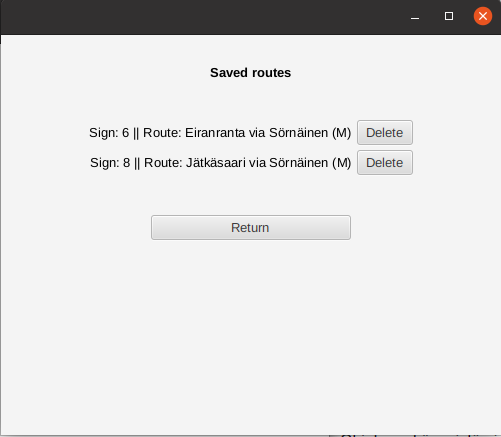 Saved routes
Sign: 6 || Route: Eiranranta via Sörnäinen (M) Delete
Sign: 8 || Route: Jätkäsaari via Sörnäinen (M) Delete
Return